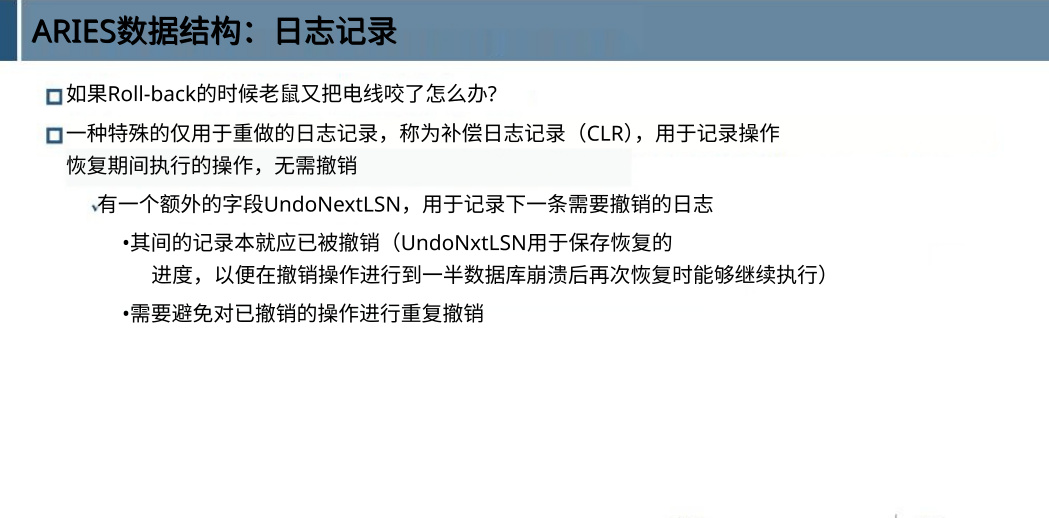 ARIES数据结构：日志记录
如果Roll-back的时候老鼠又把电线咬了怎么办?
一种特殊的仅用于重做的日志记录，称为补偿日志记录（CLR），用于记录操作
恢复期间执行的操作，无需撤销
有一个额外的字段UndoNextLSN，用于记录下一条需要撤销的日志
•其间的记录本就应已被撤销（UndoNxtLSN用于保存恢复的
进度，以便在撤销操作进行到一半数据库崩溃后再次恢复时能够继续执行）
•需要避免对已撤销的操作进行重复撤销